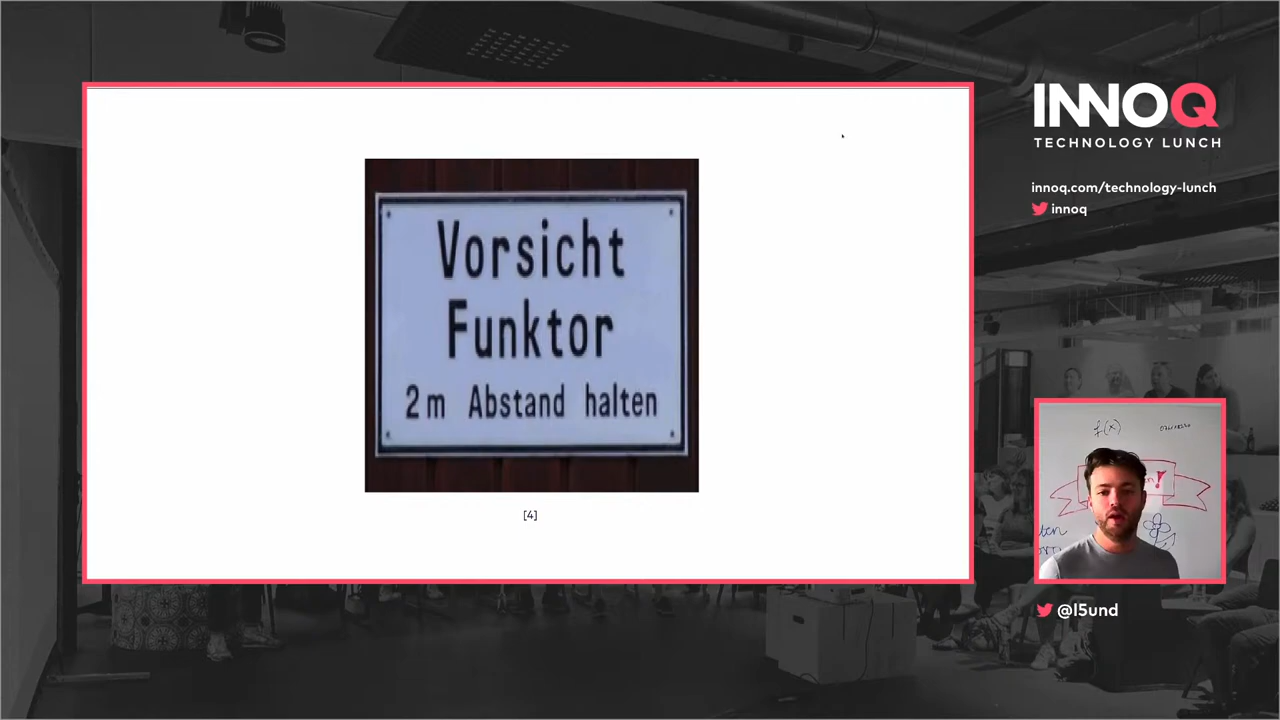 INNOQ
TECHNOLOGY LUNCH
innoq.com/technology-lunch
innoq
Vorsicht
Funktor
2m Abstand halten
[4]
f(x)
@l5und